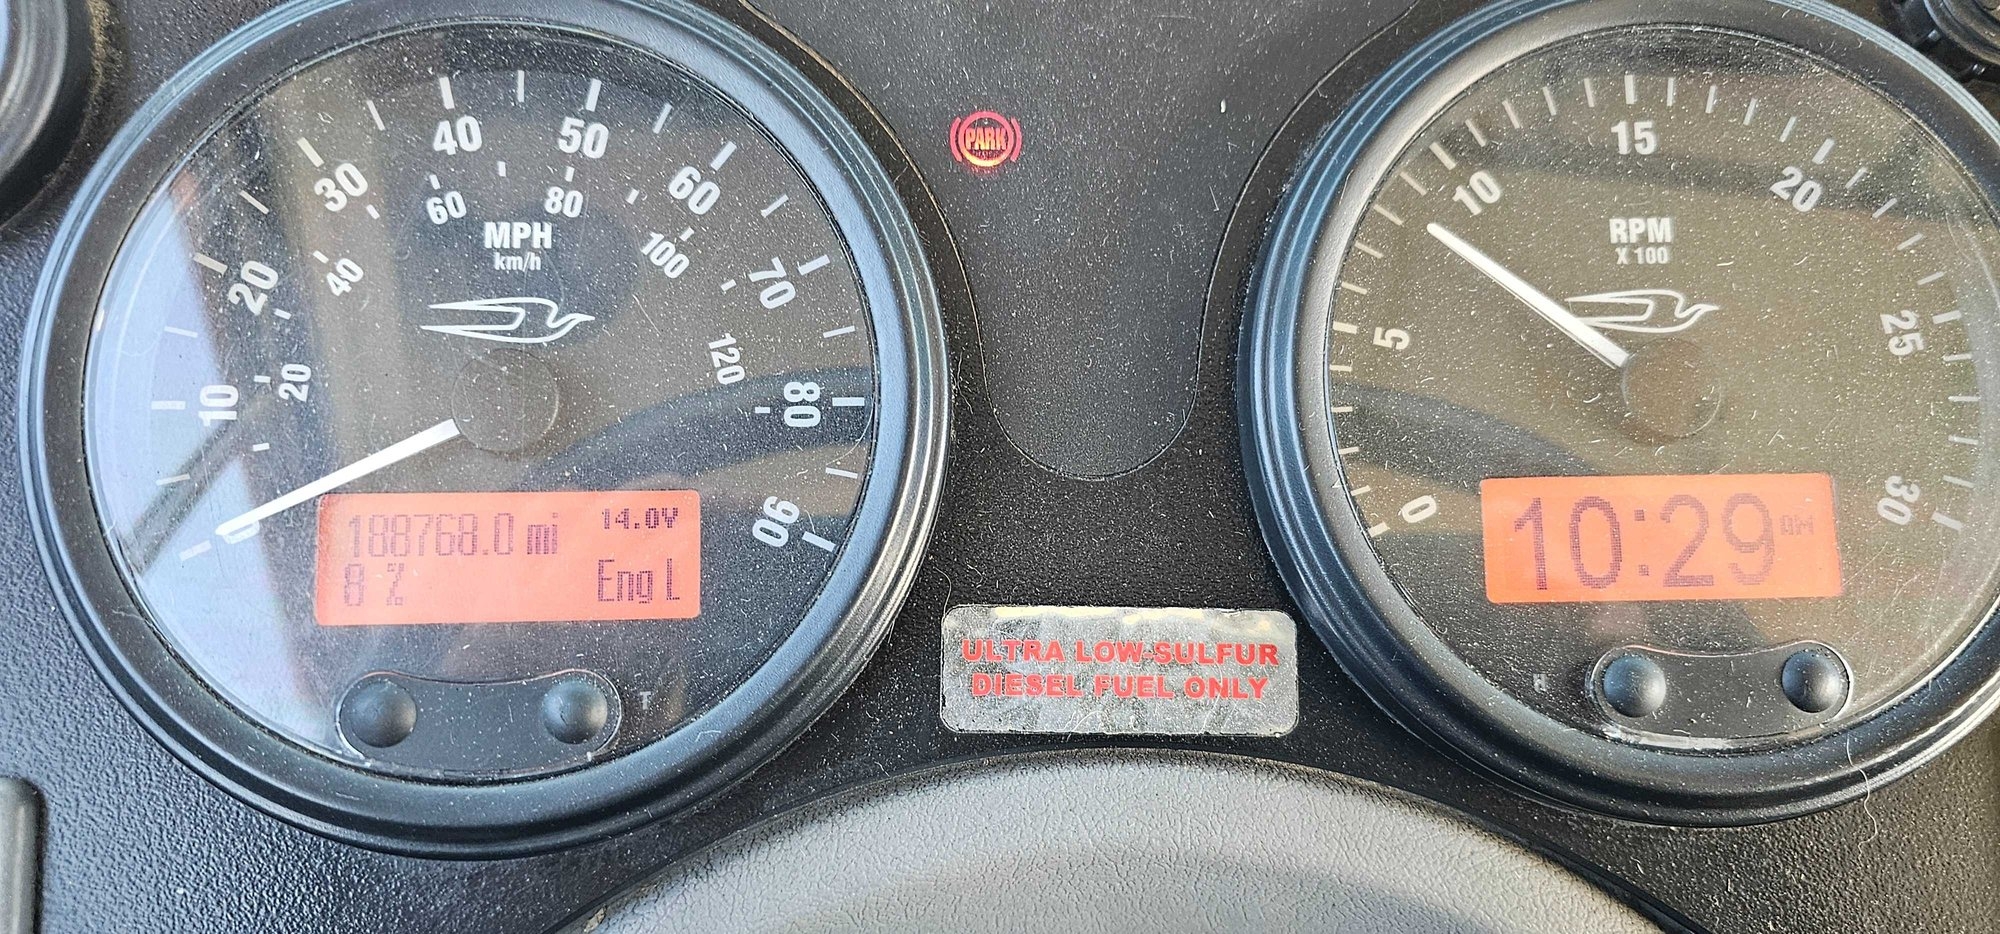 10
20
30
40
50
60
70
80
90
0
20
40
60
80
100
120
MPH
km/h
188768.0 mi 14.0V
8 % Eng L
T
PARK
ULTRA LOW-SULFUR
DIESEL FUEL ONLY
0
5
10
15
20
25
30
RPM
X 100
10:29 AM